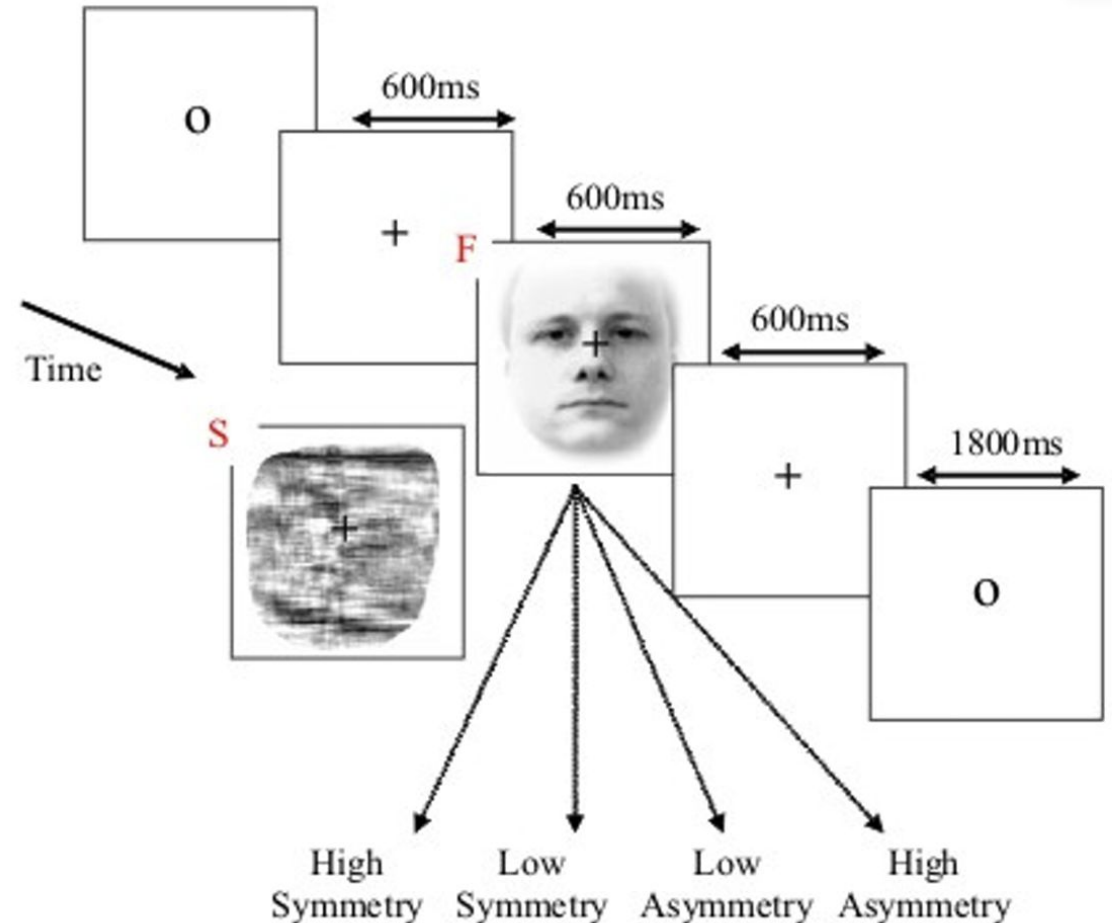 o
600ms
+
600ms
F
+
600ms
Time
S
1800ms
+
+
o
High Symmetry
Low Symmetry
Low Asymmetry
High Asymmetry